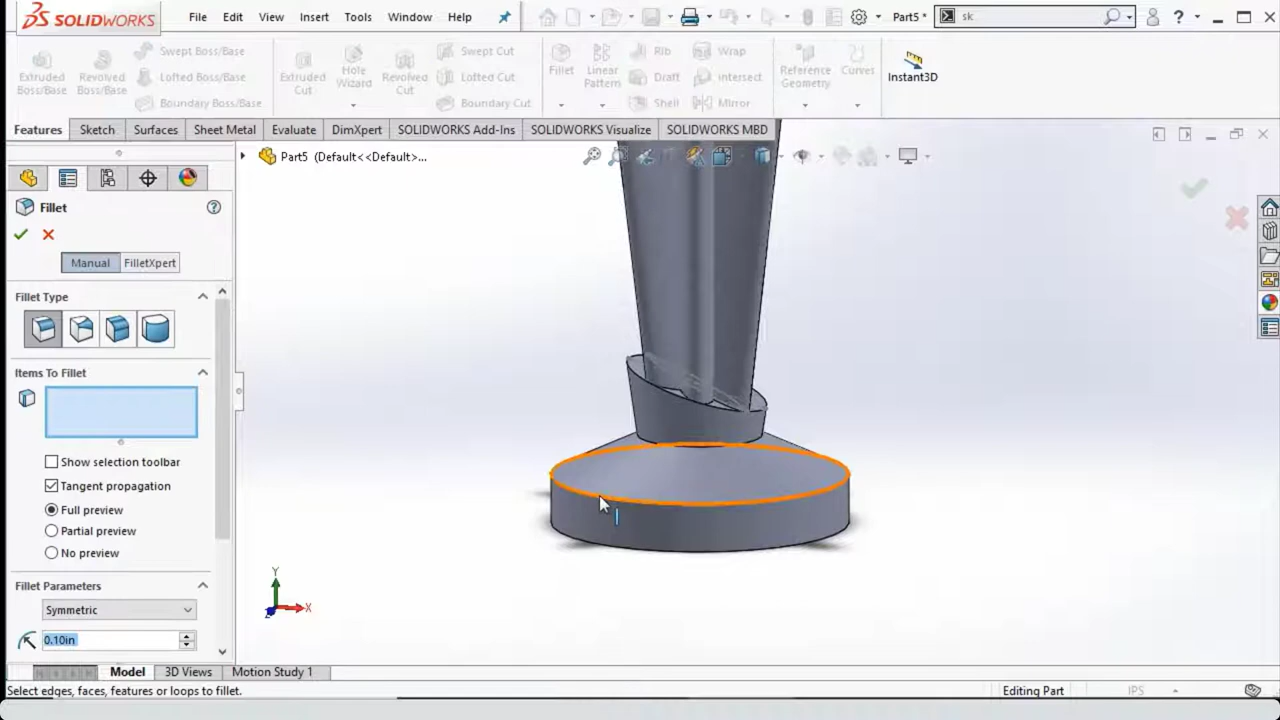 SOLIDWORKS File Edit View Insert Tools Window Help Part5 * sk ?
Extruded Boss/Base
Revolved Boss/Base
Swept Boss/Base
Lofted Boss/Base
Boundary Boss/Base
Extruded Cut
Hole Wizard
Revolved Cut
Swept Cut
Lofted Cut
Boundary Cut
Fillet
Linear Pattern
Rib
Draft
Shell
Wrap
Intersect
Mirror
Reference Geometry
Curves
Instant3D
Features Sketch Surfaces Sheet Metal Evaluate DimXpert SOLIDWORKS Add-Ins SOLIDWORKS Visualize SOLIDWORKS MBD
Part5 (Default<<Default>...
Fillet ?
Manual FilletXpert
Fillet Type
Items To Fillet
Show selection toolbar
Tangent propagation
Full preview
Partial preview
No preview
Fillet Parameters
Symmetric
0.10in
Y
X
Z
Model 3D Views Motion Study 1
Select edges, faces, features or loops to fillet. Editing Part IPS